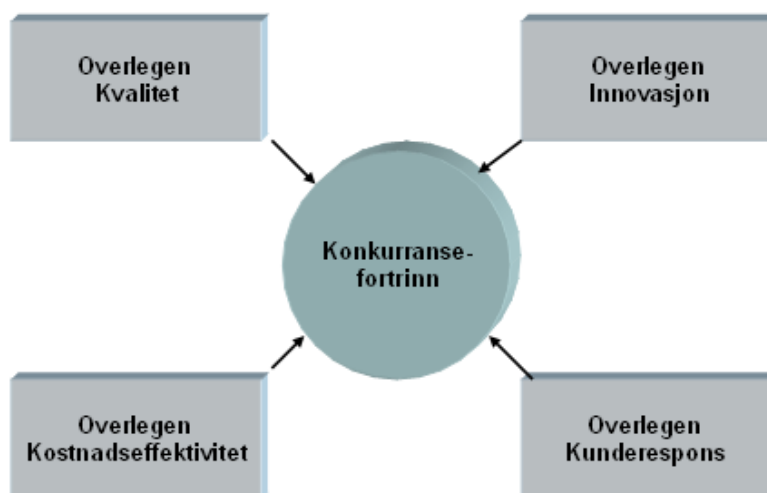 Overlegen
Kvalitet
Overlegen
Innovasjon
Konkurranse-
fortrinn
Overlegen
Kostnadseffektivitet
Overlegen
Kunderespons